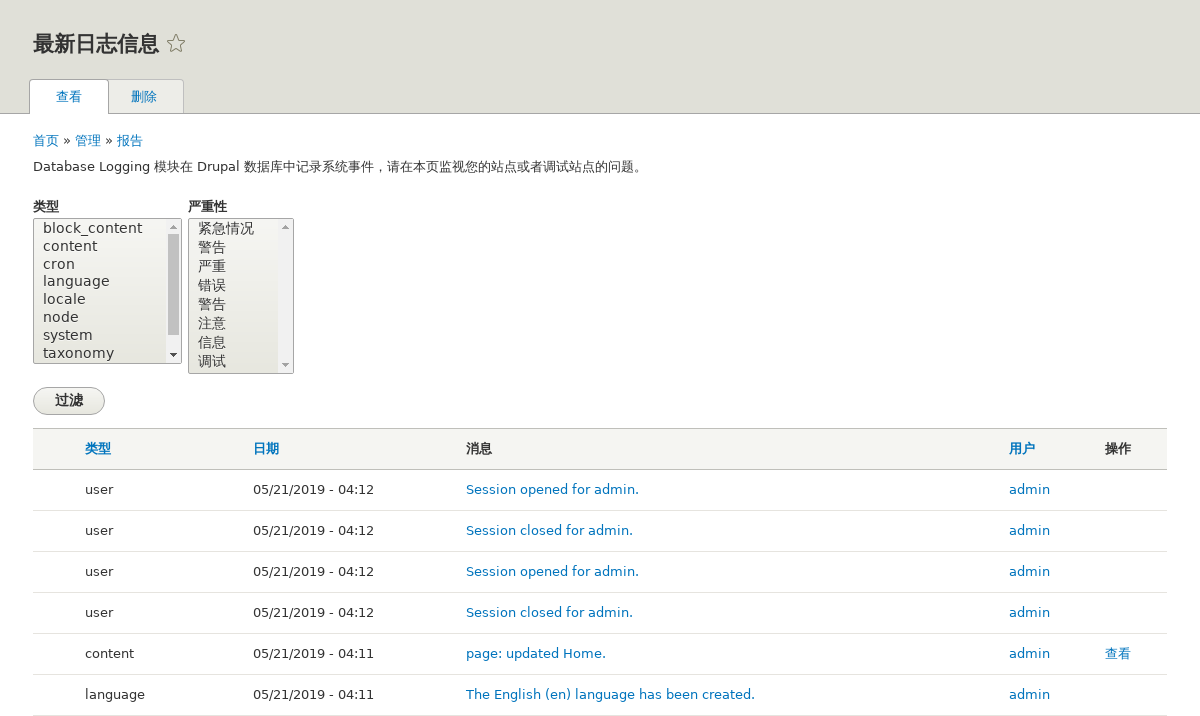 最新日志信息
查看 删除
首页 » 管理 » 报告
Database Logging 模块在 Drupal 数据库中记录系统事件，请在本页监视您的站点或者调试站点的问题。
类型 严重性
block_content
content
cron
language
locale
node
system
taxonomy
紧急情况
警告
严重
错误
警告
注意
信息
调试
过滤
类型 日期 消息 用户 操作
user 05/21/2019 - 04:12 Session opened for admin. admin
user 05/21/2019 - 04:12 Session closed for admin. admin
user 05/21/2019 - 04:12 Session opened for admin. admin
user 05/21/2019 - 04:12 Session closed for admin. admin
content 05/21/2019 - 04:11 page: updated Home. admin 查看
language 05/21/2019 - 04:11 The English (en) language has been created. admin